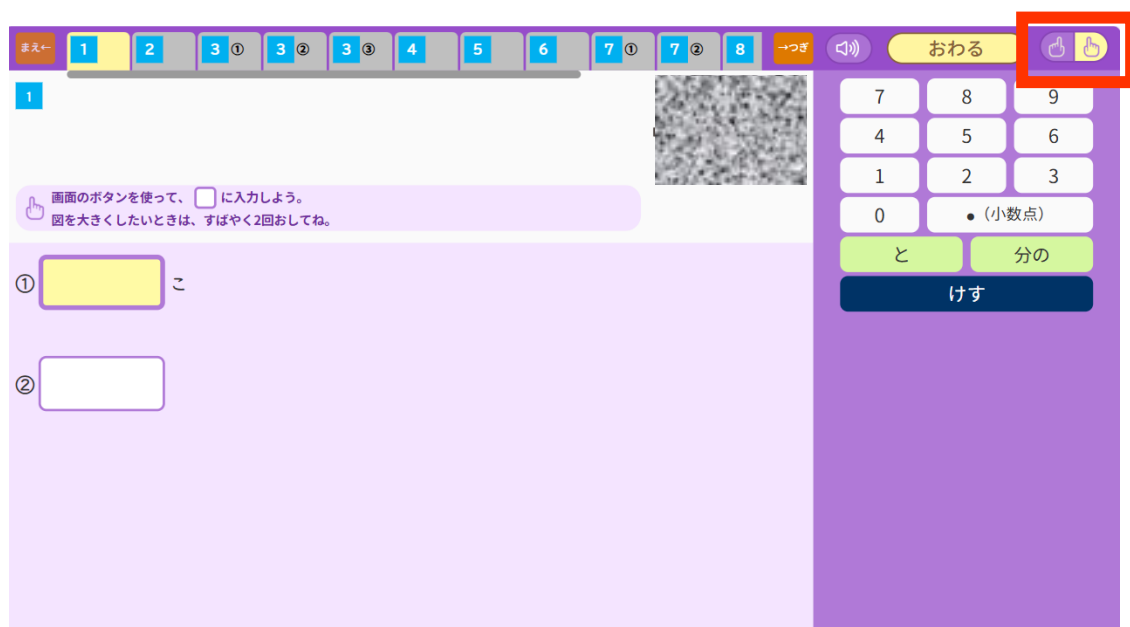 まえ← 1 2 3 ① 3 ② 3 ③ 4 5 6 7 ① 7 ② 8 →つぎ おわる
1
画面のボタンを使って、 に入力しよう。
図を大きくしたいときは、すばやく2回おしてね。
① こ
②
7 8 9
4 5 6
1 2 3
0 ●（小数点）
と 分の
けす